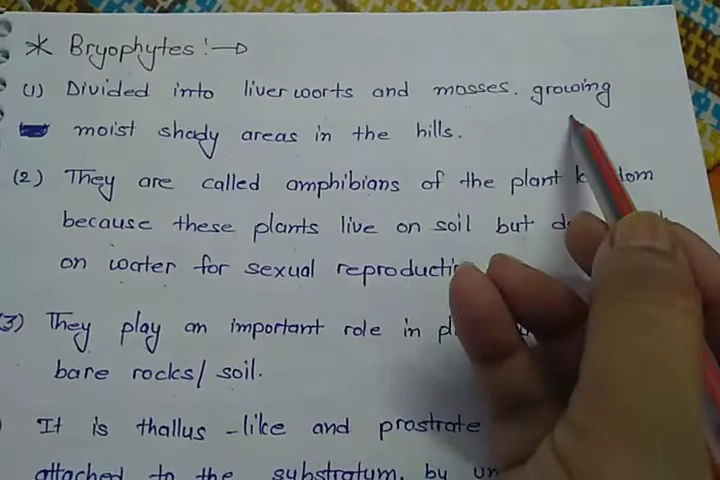 * Bryophytes :→
(1) Divided into liverworts and mosses. growing
moist shady areas in the hills.
(2) They are called amphibians of the plant
because these plants live on soil but
on water for sexual
(3) They play an important role in
bare rocks/ soil.
It is thallus -like and prostrate
attached to the substratum, by